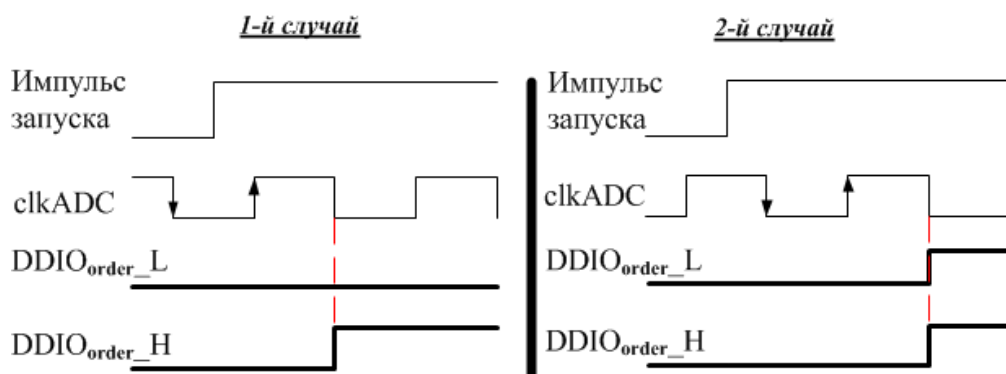 1-й случай
Импульс
запуска
clkADC
DDIOorder_L
DDIOorder_H
2-й случай
Импульс
запуска
clkADC
DDIOorder_L
DDIOorder_H